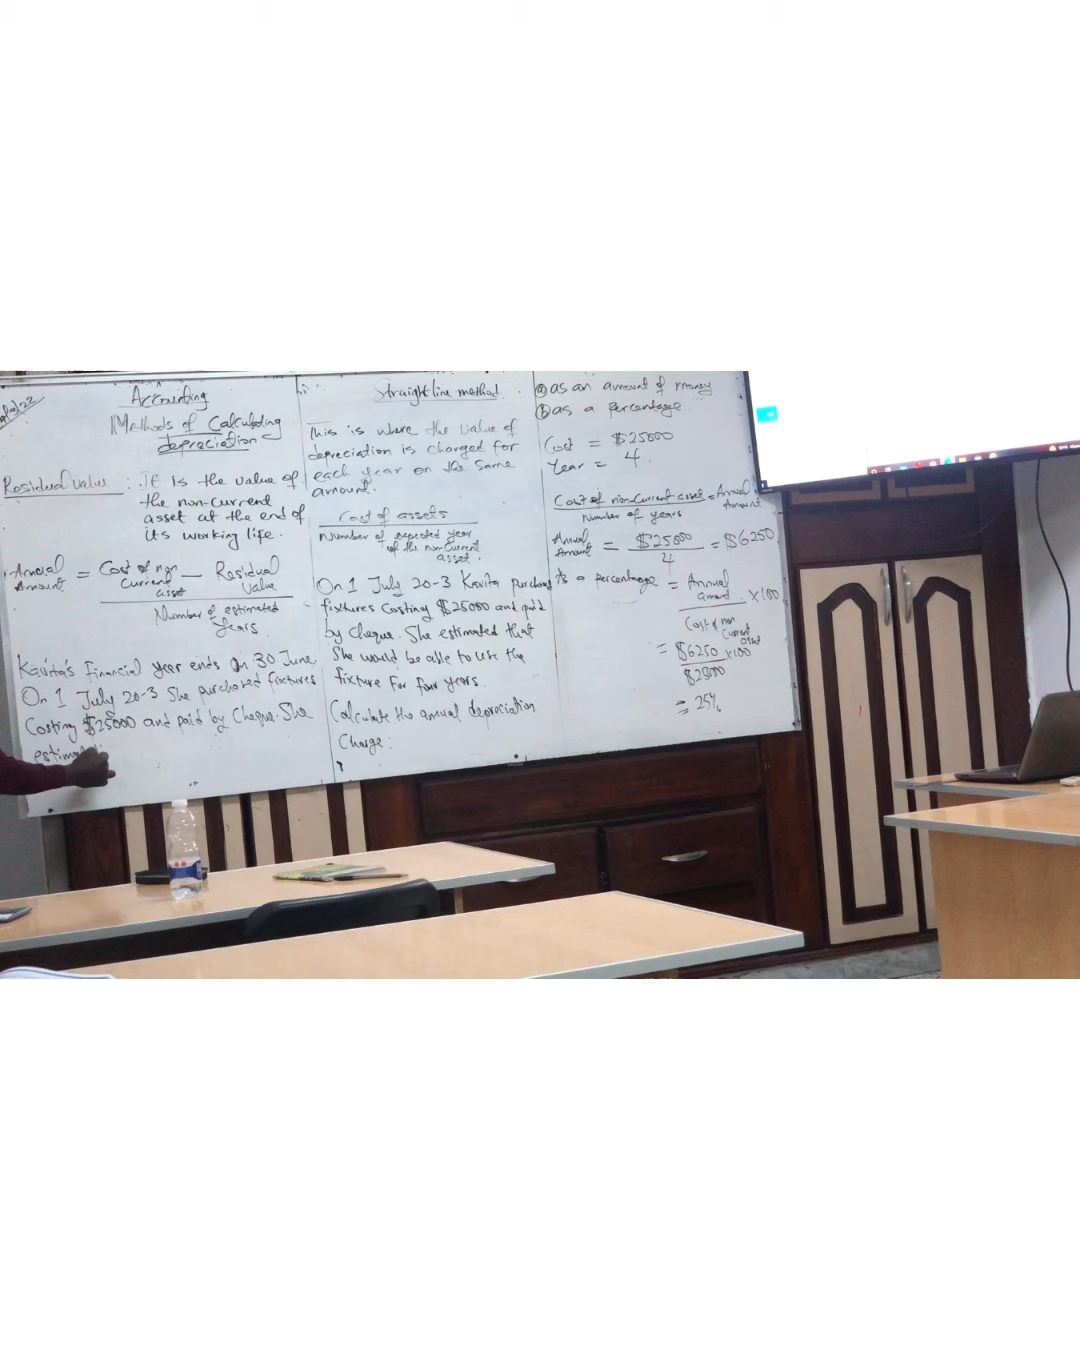 Accounting
Methods of Calculating
depreciation
Residual value : It is the value of
the non-current
asset at the end of
its working life.
Annual Amount = Cost of non Current asset — Residual Value
Number of estimated
Years.
Kavita's financial year ends on 30 June
On 1 July 20-3 She purchased fixtures
Costing $25000 and paid by Cheque. She
Straight line method.
This is where the value of
depreciation is charged for
each year on the same
amount.
Cost of assets
Number of expected year
of the non current
asset.
On 1 July 20-3 Kavita purchased
fixtures Costing $25000 and paid
by Cheque. She estimated that
She would be able to use the
fixture for four years.
Calculate the annual depreciation
Charge:
(a) as an amount of money
(b) as a percentage.
Cost = $25000
Year = 4.
Cost of non-current asset = Annual Amount
Number of years
Annual Amount = $25000 = $6250
4
As a percentage = Annual amount × 100
Cost of non
Current
asset
= $6250 × 100
$25000
= 25%